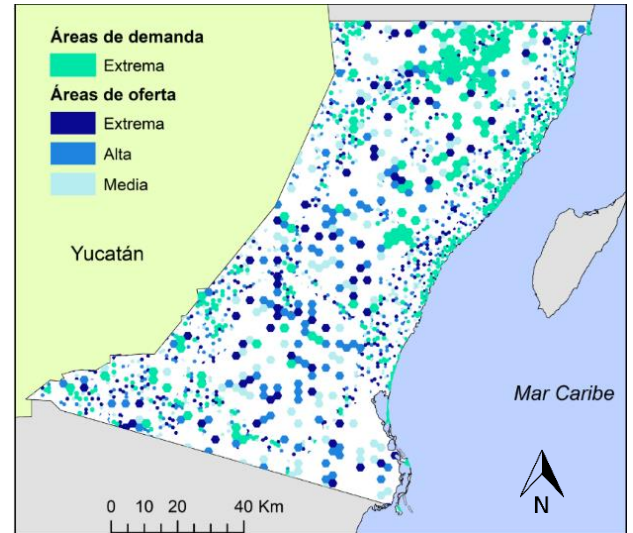 Áreas de demanda
Extrema
Áreas de oferta
Extrema
Alta
Media
Yucatán
Mar Caribe
0 10 20 40 Km
N